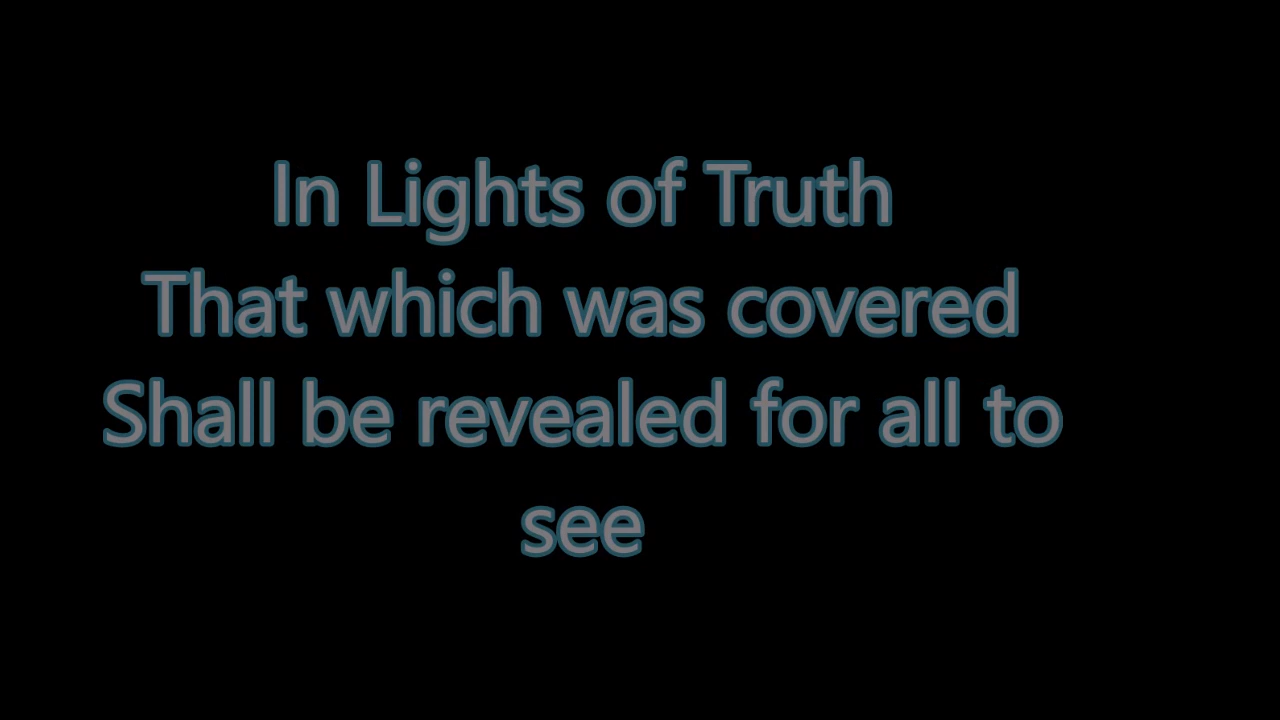 In Lights of Truth
That which was covered
Shall be revealed for all to
see